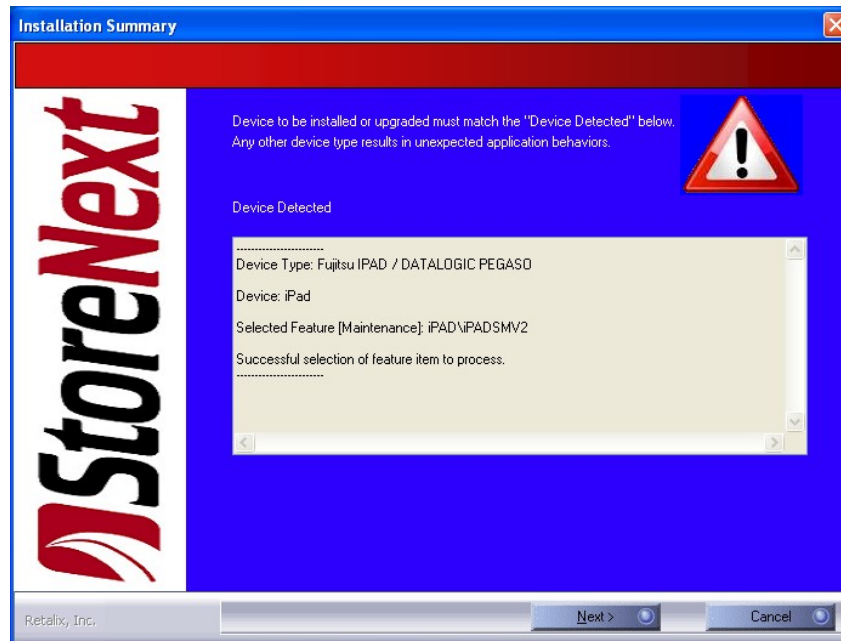 Installation Summary
StoreNext
Device to be installed or upgraded must match the "Device Detected" below.
Any other device type results in unexpected application behaviors.
Device Detected
------------------------
Device Type: Fujitsu IPAD / DATALOGIC PEGASO
Device: iPad
Selected Feature [Maintenance]: iPAD\iPADSMV2
Successful selection of feature item to process.
------------------------
Retalix, Inc.
Next >
Cancel